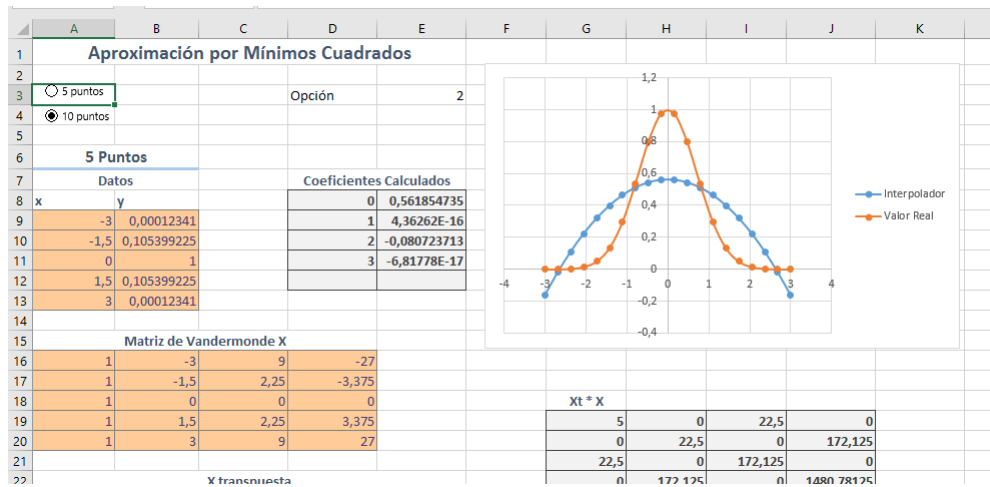 A B C D E F G H I J K
1 Aproximación por Mínimos Cuadrados
2
3 5 puntos Opción 2
4 10 puntos
5
6 5 Puntos
7 Datos Coeficientes Calculados
8 x y 0 0,561854735
9 -3 0,00012341 1 4,36262E-16
10 -1,5 0,105399225 2 -0,080723713
11 0 1 3 -6,81778E-17
12 1,5 0,105399225
13 3 0,00012341
14
15 Matriz de Vandermonde X
16 1 -3 9 -27
17 1 -1,5 2,25 -3,375
18 1 0 0 0 Xt * X
19 1 1,5 2,25 3,375 5 0 22,5 0
20 1 3 9 27 0 22,5 0 172,125
21 22,5 0 172,125 0
22 X transpuesta 0 172,125 0 1480,78125
1,2
1
0,8
0,6
0,4
0,2
0
-0,2
-0,4
-4 -3 -2 -1 0 1 2 3 4
Interpolador
Valor Real